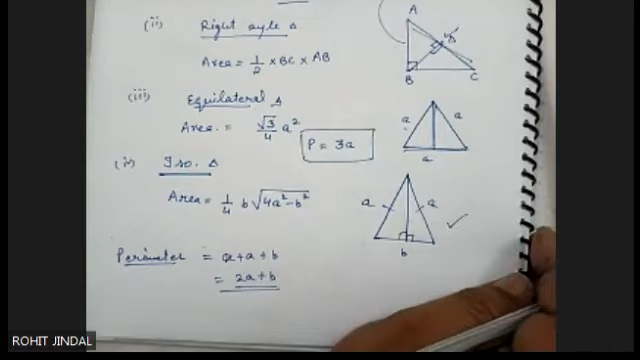 (ii) Right angle Δ
Area = 1/2 × BC × AB
A
D
B
C
(iii) Equilateral Δ
Area = √3/4 a²
P = 3a
a
a
a
(iv) Iso. Δ
Area = 1/4 b √4a² - b²
a
a
b
Perimeter = a + a + b
= 2a + b
ROHIT JINDAL